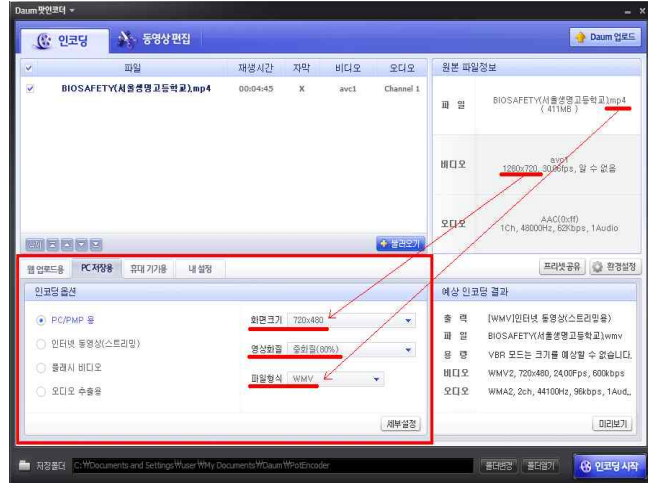 Daum팟인코더
인코딩
동영상편집
Daum 업로드
파일 재생시간 자막 비디오 오디오
BIOSAFETY(서울생명고등학교).mp4 00:04:45 X avc1 Channel 1
불러오기
원본 파일정보
파 일 BIOSAFETY(서울생명고등학교).mp4
( 411MB )
비디오 avc1
1280x720, 30.06fps, 알 수 없음
오디오 AAC(0xff)
1Ch, 48000Hz, 62Kbps, 1Audio
웹 업로드용 PC 저장용 휴대기기용 내 설정
프리셋공유 환경설정
인코딩 옵션
PC/PMP 용
인터넷 동영상(스트리밍)
플래시 비디오
오디오 추출용
화면크기 720x480
영상화질 중화질(80%)
파일형식 WMV
세부설정
예상 인코딩 결과
출 력 [WMV]인터넷 동영상(스트리밍용)
파 일 BIOSAFETY(서울생명고등학교).wmv
용 량 VBR 모드는 크기를 예상할 수 없습니다.
비디오 WMV2, 720x480, 24.00Fps, 600kbps
오디오 WMA2, 2ch, 44100Hz, 96kbps, 1Aud...
미리보기
저장폴더 C:\Documents and Settings\user\My Documents\Daum\PotEncoder
폴더변경 폴더열기 인코딩 시작